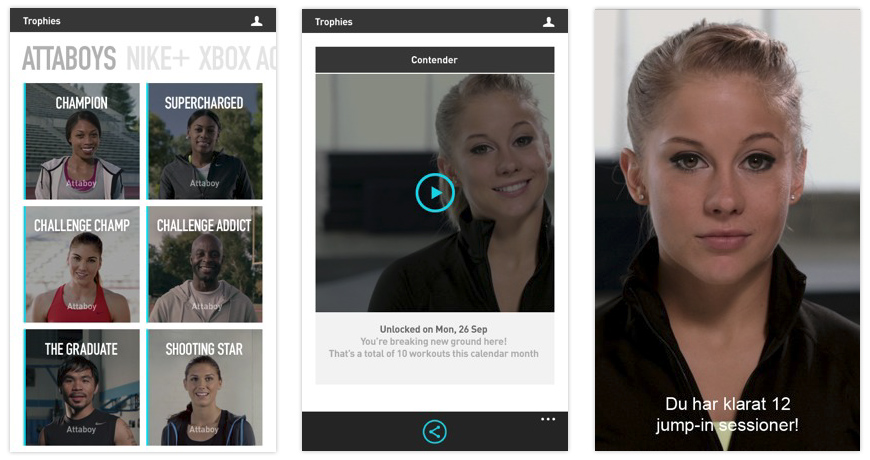 Trophies
ATTABOYS NIKE+ XBOX AC
CHAMPION
Attaboy
SUPERCHARGED
Attaboy
CHALLENGE CHAMP
Attaboy
CHALLENGE ADDICT
Attaboy
THE GRADUATE
Attaboy
SHOOTING STAR
Attaboy
Trophies
Contender
Unlocked on Mon, 26 Sep
You're breaking new ground here!
That's a total of 10 workouts this calendar month
Du har klarat 12
jump-in sessioner!